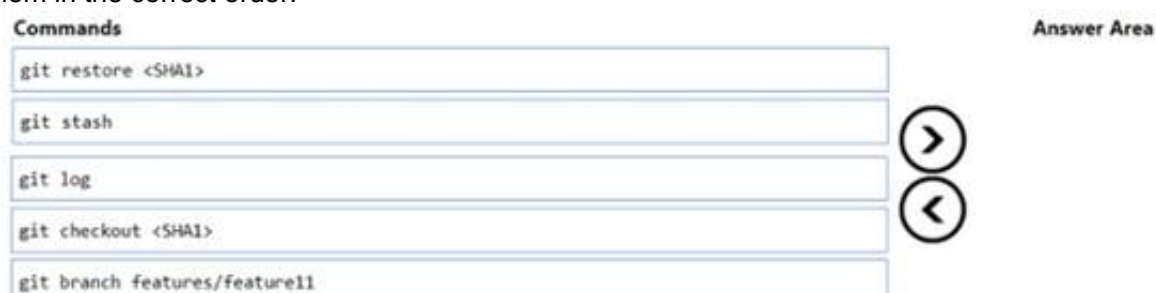 Commands
Answer Area
git restore <SHA1>
git stash
git log
git checkout <SHA1>
git branch features/feature11